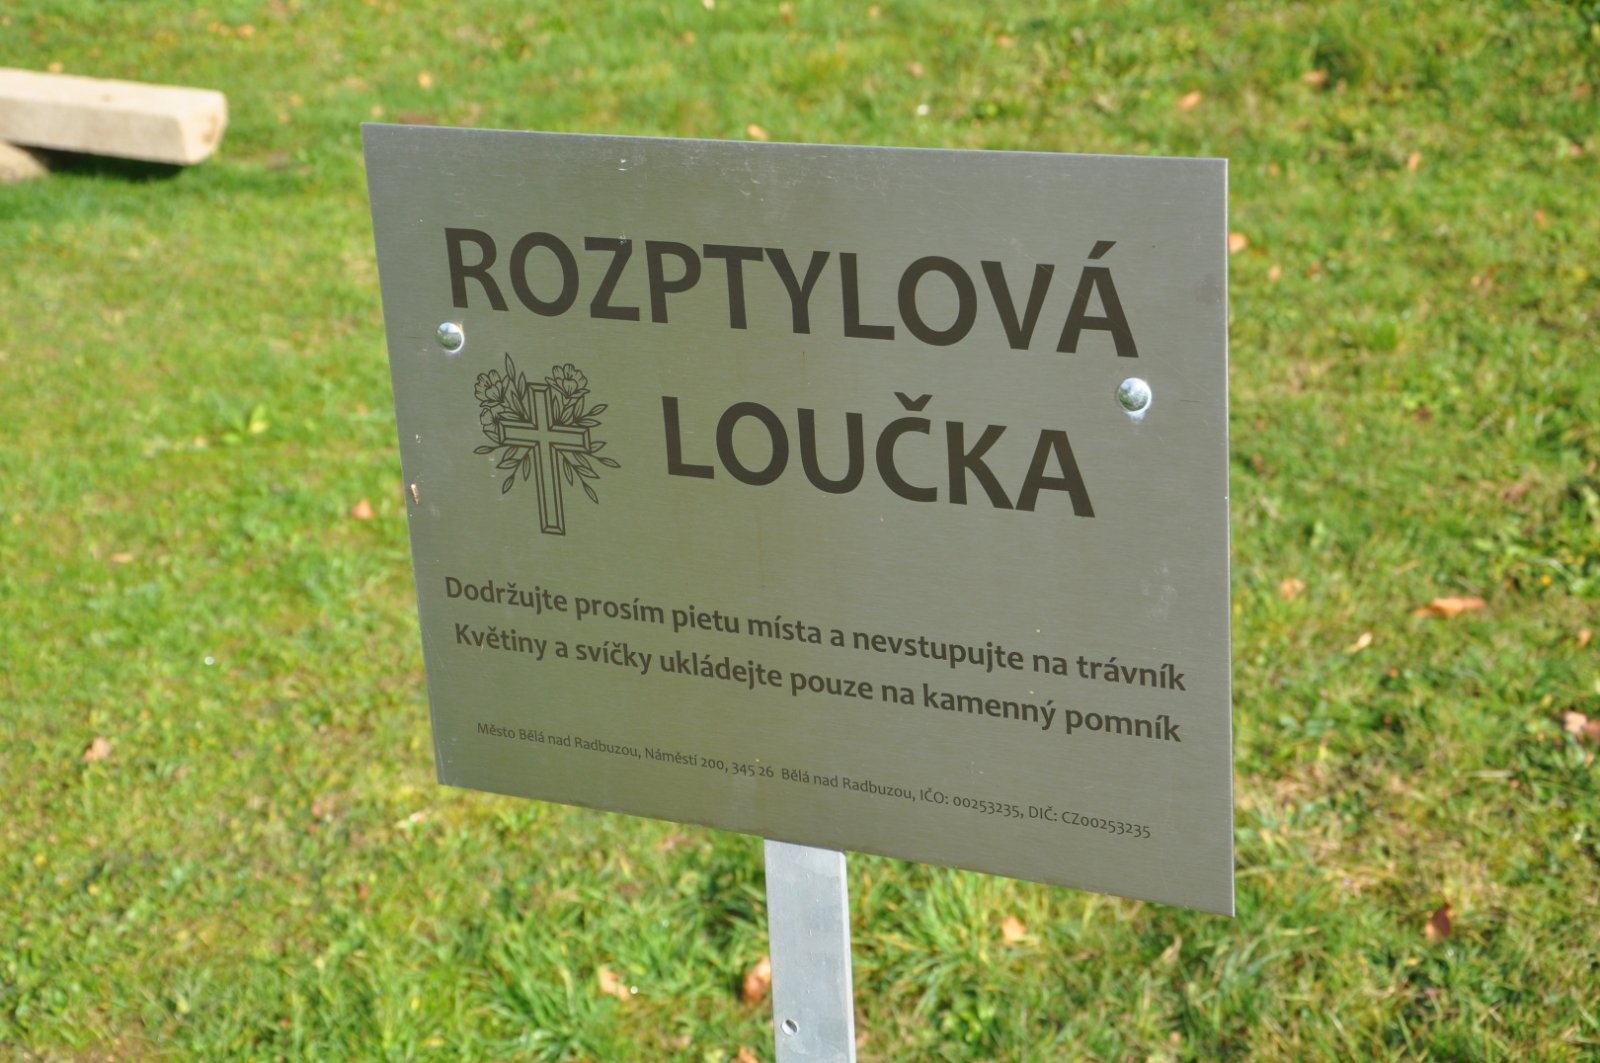 ROZPTYLOVÁ
LOUČKA
Dodržujte prosím pietu místa a nevstupujte na trávník
Květiny a svíčky ukládejte pouze na kamenný pomník
Město Bělá nad Radbuzou, Náměstí 200, 345 26 Bělá nad Radbuzou, IČO: 00253235, DIČ: CZ00253235